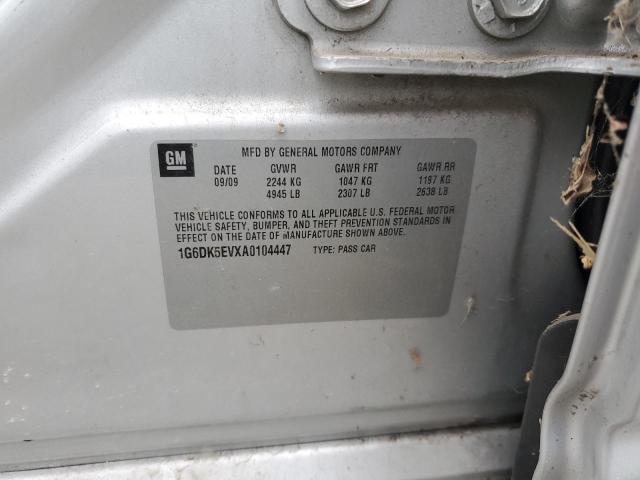 GM
MFD BY GENERAL MOTORS COMPANY
DATE GVWR GAWR FRT GAWR RR
09/09 2244 KG 1047 KG 1197 KG
4945 LB 2307 LB 2638 LB
THIS VEHICLE CONFORMS TO ALL APPLICABLE U.S. FEDERAL MOTOR
VEHICLE SAFETY, BUMPER, AND THEFT PREVENTION STANDARDS IN
EFFECT ON THE DATE OF MANUFACTURE SHOWN ABOVE.
1G6DK5EVXA0104447 TYPE: PASS CAR